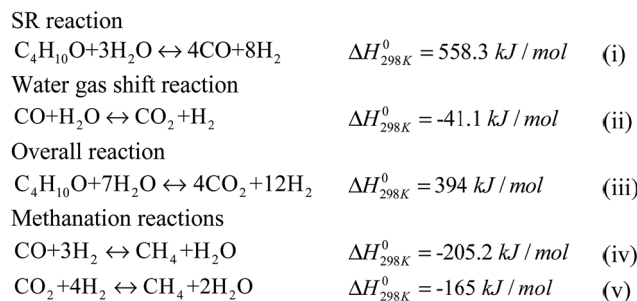 SR reaction
C₄H₁₀O+3H₂O ↔ 4CO+8H₂ ΔH⁰₂₉₈K = 558.3 kJ / mol (i)
Water gas shift reaction
CO+H₂O ↔ CO₂+H₂ ΔH⁰₂₉₈K = -41.1 kJ / mol (ii)
Overall reaction
C₄H₁₀O+7H₂O ↔ 4CO₂+12H₂ ΔH⁰₂₉₈K = 394 kJ / mol (iii)
Methanation reactions
CO+3H₂ ↔ CH₄+H₂O ΔH⁰₂₉₈K = -205.2 kJ / mol (iv)
CO₂+4H₂ ↔ CH₄+2H₂O ΔH⁰₂₉₈K = -165 kJ / mol (v)